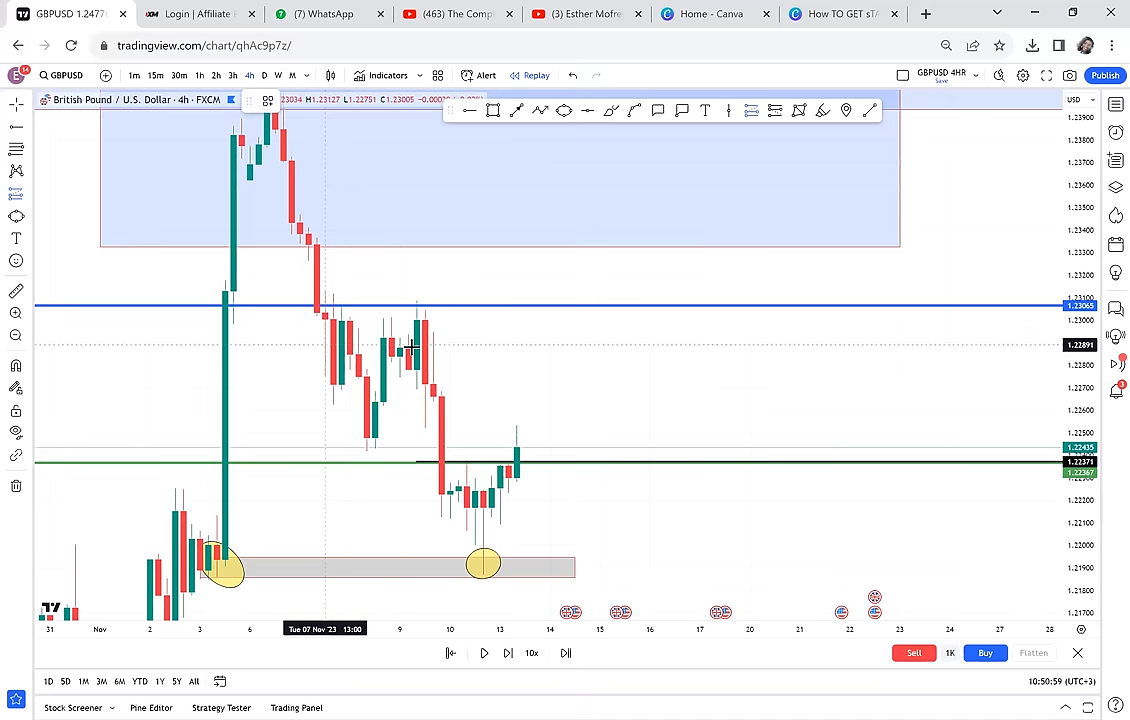 GBPUSD 1.2247
Login | Affiliate
(7) WhatsApp
(463) The Comp
(3) Esther Mofre
Home - Canva
How TO GET sTA
tradingview.com/chart/qhAc9p7z/
E 14 GBPUSD 1m 15m 30m 1h 2h 3h 4h D W M Indicators Alert Replay GBPUSD 4HR Save Publish
British Pound / U.S. Dollar · 4h · FXCM 23034 H1.23127 L1.22751 C1.23005 USD
1.23900
1.23800
1.23700
1.23600
1.23500
1.23400
1.23300
1.23200
1.23100
1.23065
1.23000
1.22891
1.22800
1.22700
1.22600
1.22500
1.22435
1.22371
1.22367
1.22200
1.22100
1.22000
1.21900
1.21800
1.21700
31 Nov 2 3 6 Tue 07 Nov '23 13:00 9 10 13 14 15 16 17 20 21 22 23 24 27 28
10x Sell 1K Buy Flatten
1D 5D 1M 3M 6M YTD 1Y 5Y All 10:50:59 (UTC+3)
Stock Screener Pine Editor Strategy Tester Trading Panel